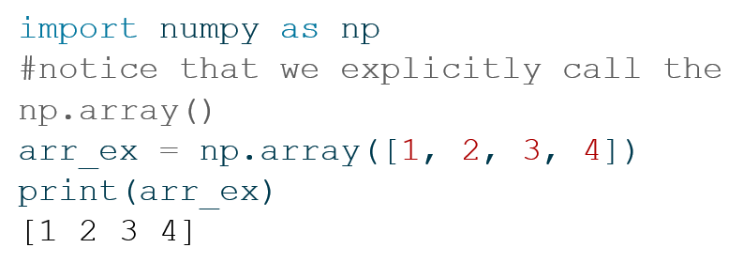 import numpy as np
#notice that we explicitly call the
np.array()
arr_ex = np.array([1, 2, 3, 4])
print(arr_ex)
[1 2 3 4]